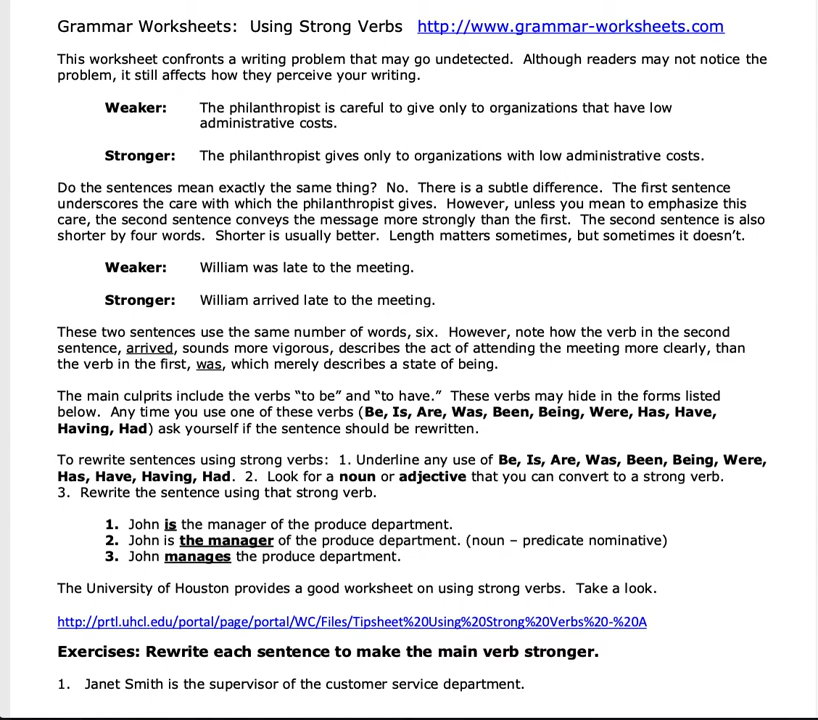 Grammar Worksheets:  Using Strong Verbs   http://www.grammar-worksheets.com
This worksheet confronts a writing problem that may go undetected.  Although readers may not notice the
problem, it still affects how they perceive your writing.
Weaker:       The philanthropist is careful to give only to organizations that have low
administrative costs.
Stronger:     The philanthropist gives only to organizations with low administrative costs.
Do the sentences mean exactly the same thing?  No.  There is a subtle difference.  The first sentence
underscores the care with which the philanthropist gives.  However, unless you mean to emphasize this
care, the second sentence conveys the message more strongly than the first.  The second sentence is also
shorter by four words.  Shorter is usually better.  Length matters sometimes, but sometimes it doesn't.
Weaker:       William was late to the meeting.
Stronger:     William arrived late to the meeting.
These two sentences use the same number of words, six.  However, note how the verb in the second
sentence, arrived, sounds more vigorous, describes the act of attending the meeting more clearly, than
the verb in the first, was, which merely describes a state of being.
The main culprits include the verbs “to be” and “to have.”  These verbs may hide in the forms listed
below.  Any time you use one of these verbs (Be, Is, Are, Was, Been, Being, Were, Has, Have,
Having, Had) ask yourself if the sentence should be rewritten.
To rewrite sentences using strong verbs:  1. Underline any use of Be, Is, Are, Was, Been, Being, Were,
Has, Have, Having, Had.  2.  Look for a noun or adjective that you can convert to a strong verb.
3.  Rewrite the sentence using that strong verb.
1.  John is the manager of the produce department.
2.  John is the manager of the produce department. (noun – predicate nominative)
3.  John manages the produce department.
The University of Houston provides a good worksheet on using strong verbs.  Take a look.
http://prtl.uhcl.edu/portal/page/portal/WC/Files/Tipsheet%20Using%20Strong%20Verbs%20-%20A
Exercises: Rewrite each sentence to make the main verb stronger.
1.   Janet Smith is the supervisor of the customer service department.